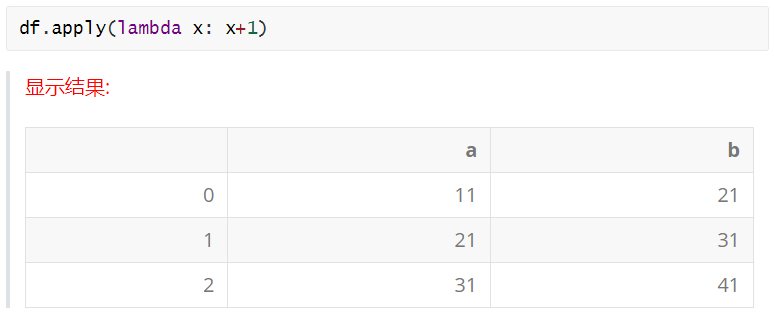 df.apply(lambda x: x+1)
显示结果:
a b
0 11 21
1 21 31
2 31 41